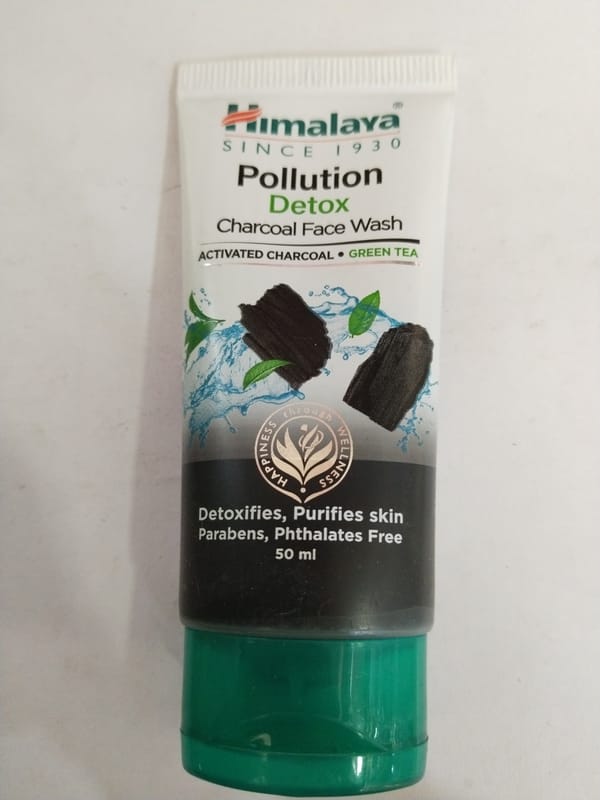 Himalaya®
SINCE 1930
Pollution
Detox
Charcoal Face Wash
ACTIVATED CHARCOAL • GREEN TEA
HAPPINESS through WELLNESS
Detoxifies, Purifies skin
Parabens, Phthalates Free
50 ml